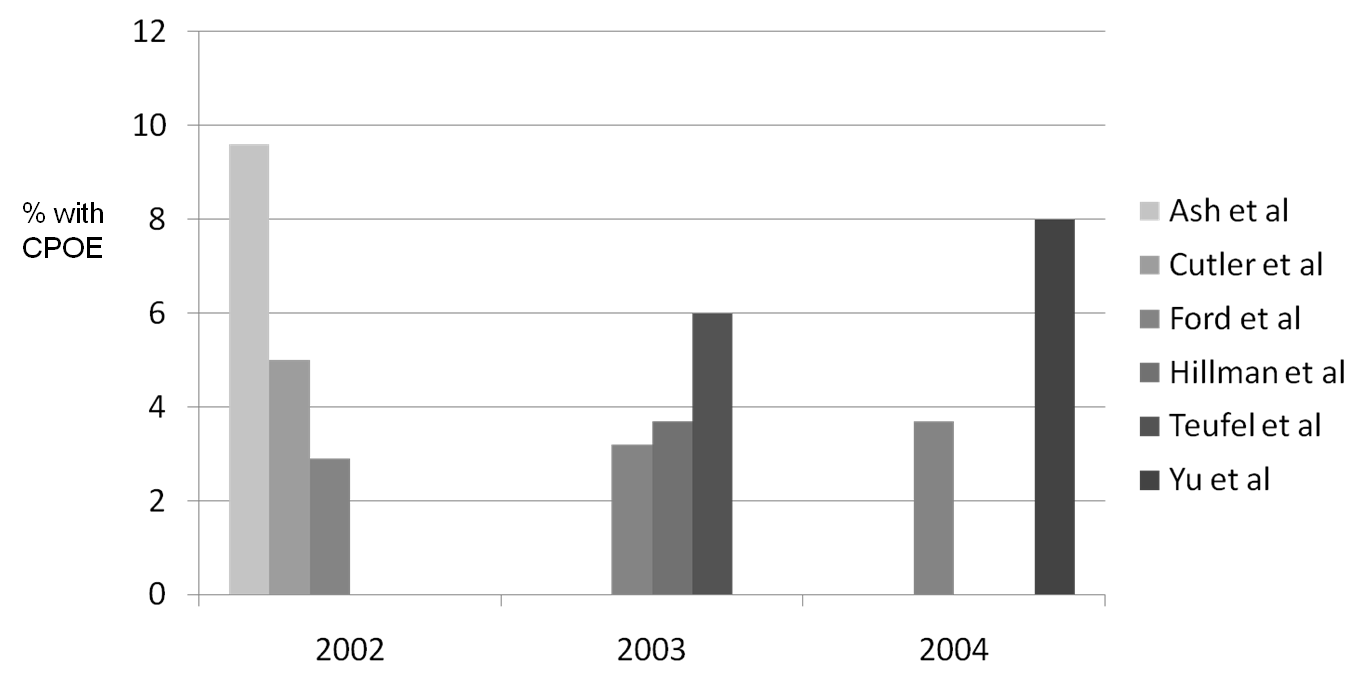 12
10
8
6
4
2
0
% with
CPOE
2002
2003
2004
Ash et al
Cutler et al
Ford et al
Hillman et al
Teufel et al
Yu et al